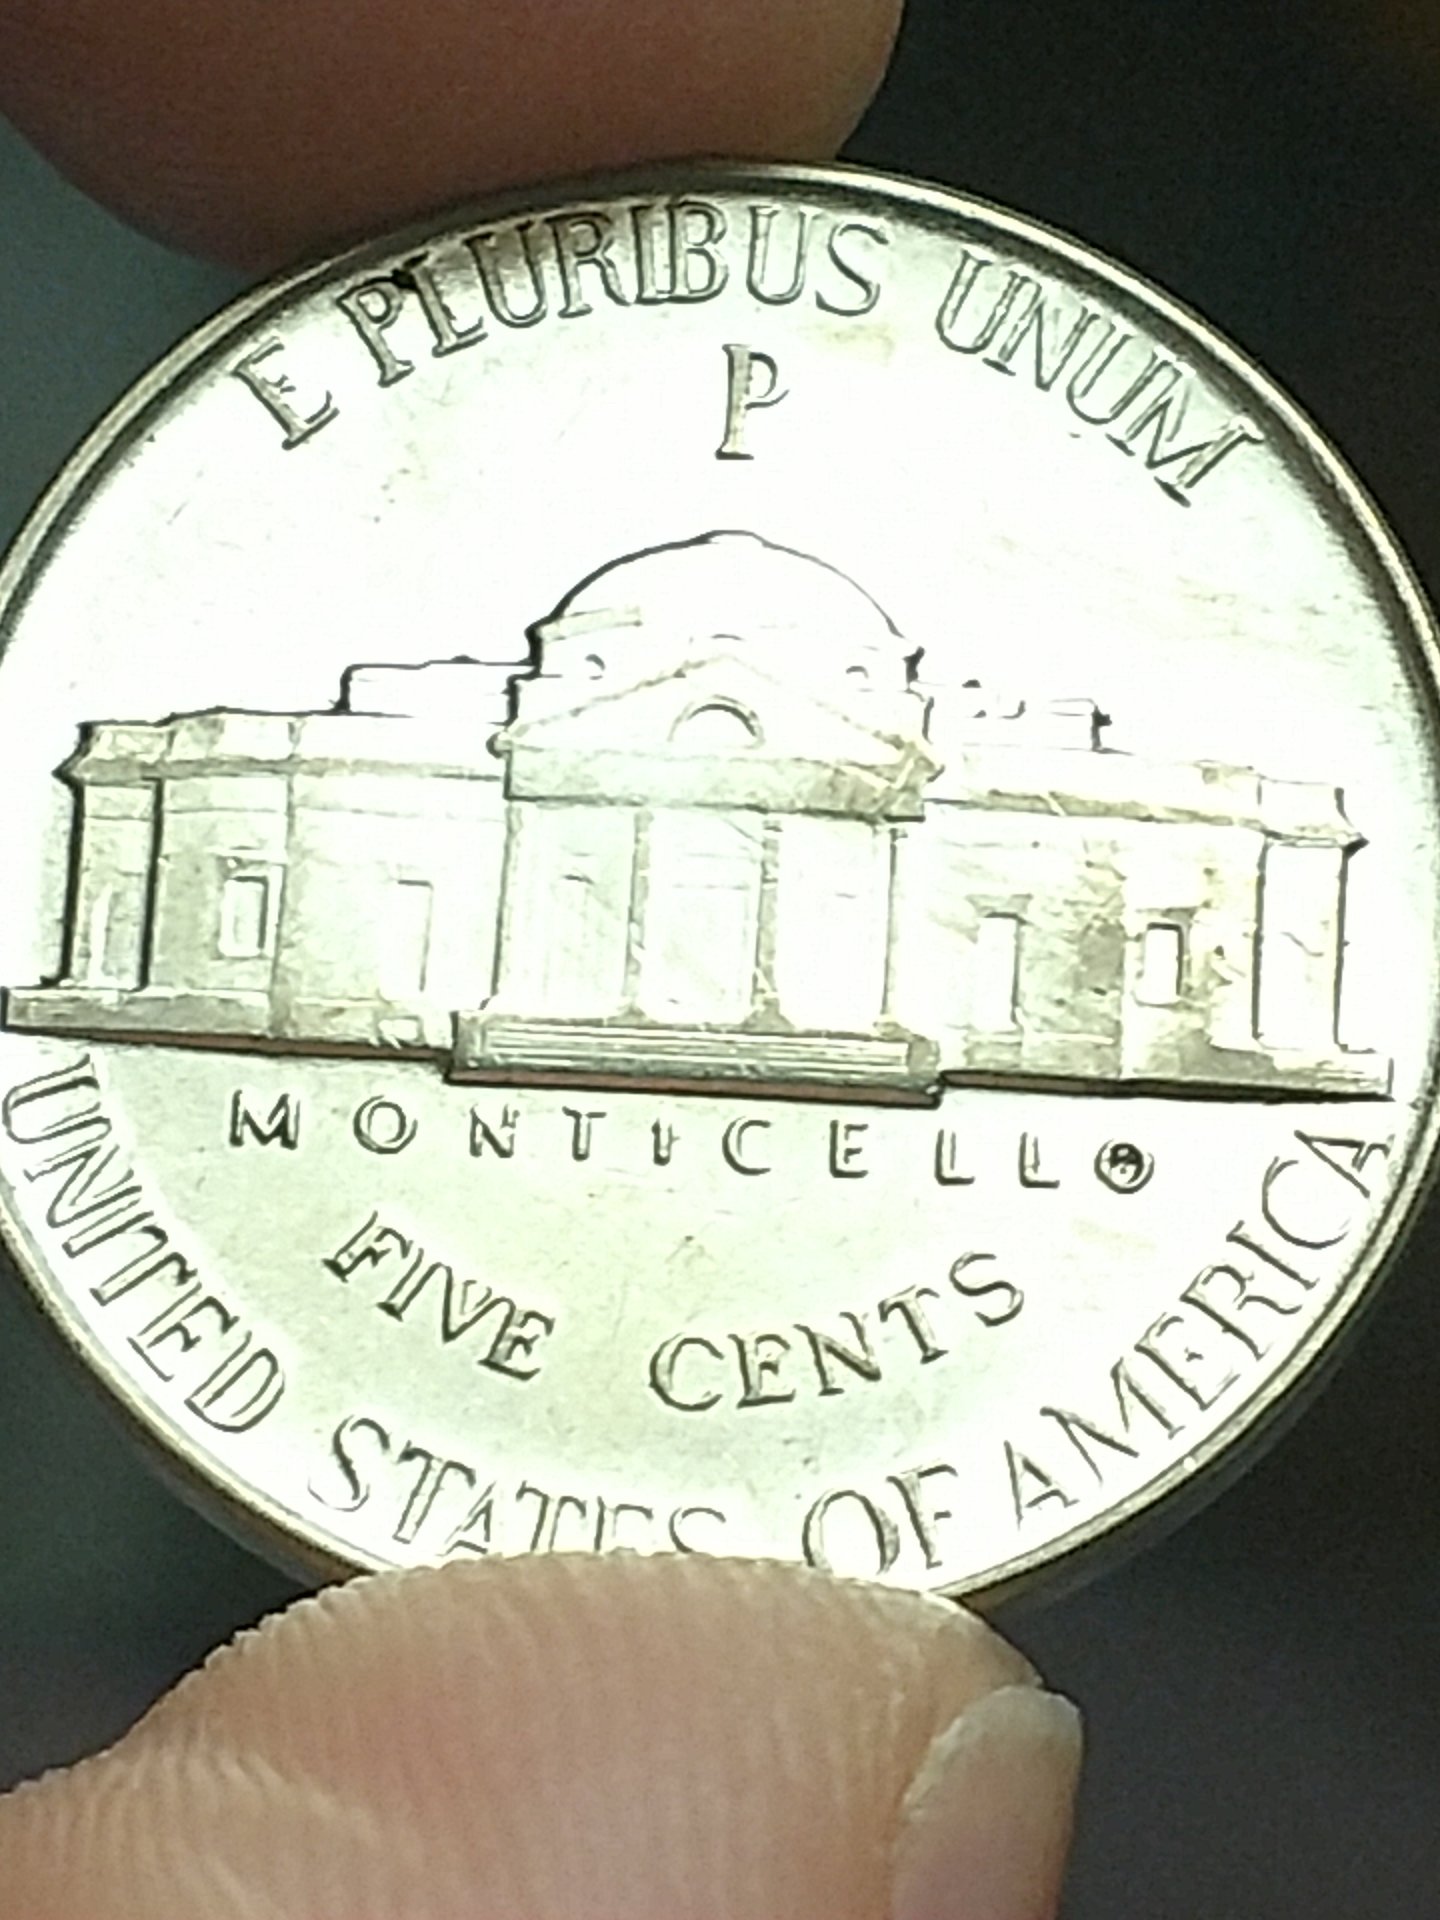 E PLURIBUS UNUM
P
MONTICELLO
FIVE CENTS
UNITED STATES OF AMERICA